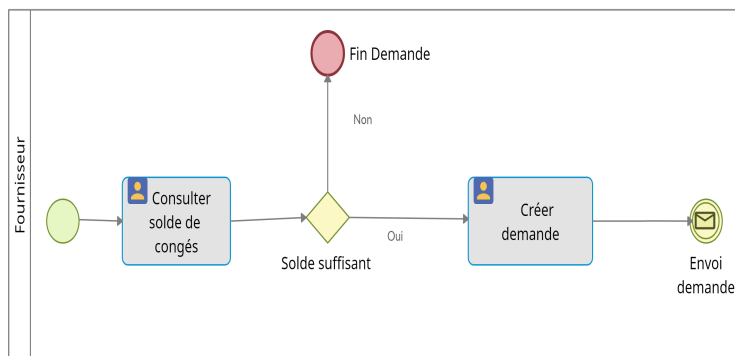 Fournisseur
Fin Demande
Non
Consulter
solde de
congés
Solde suffisant
Oui
Créer
demande
Envoi
demande